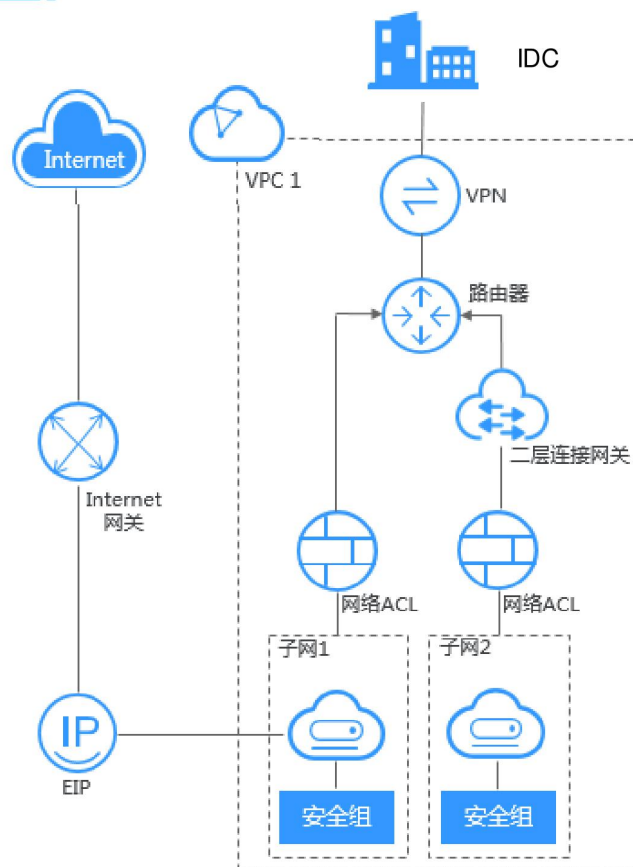 IDC
Internet
VPC 1
VPN
路由器
二层连接网关
Internet
网关
网络ACL
网络ACL
子网1
子网2
IP
EIP
安全组
安全组